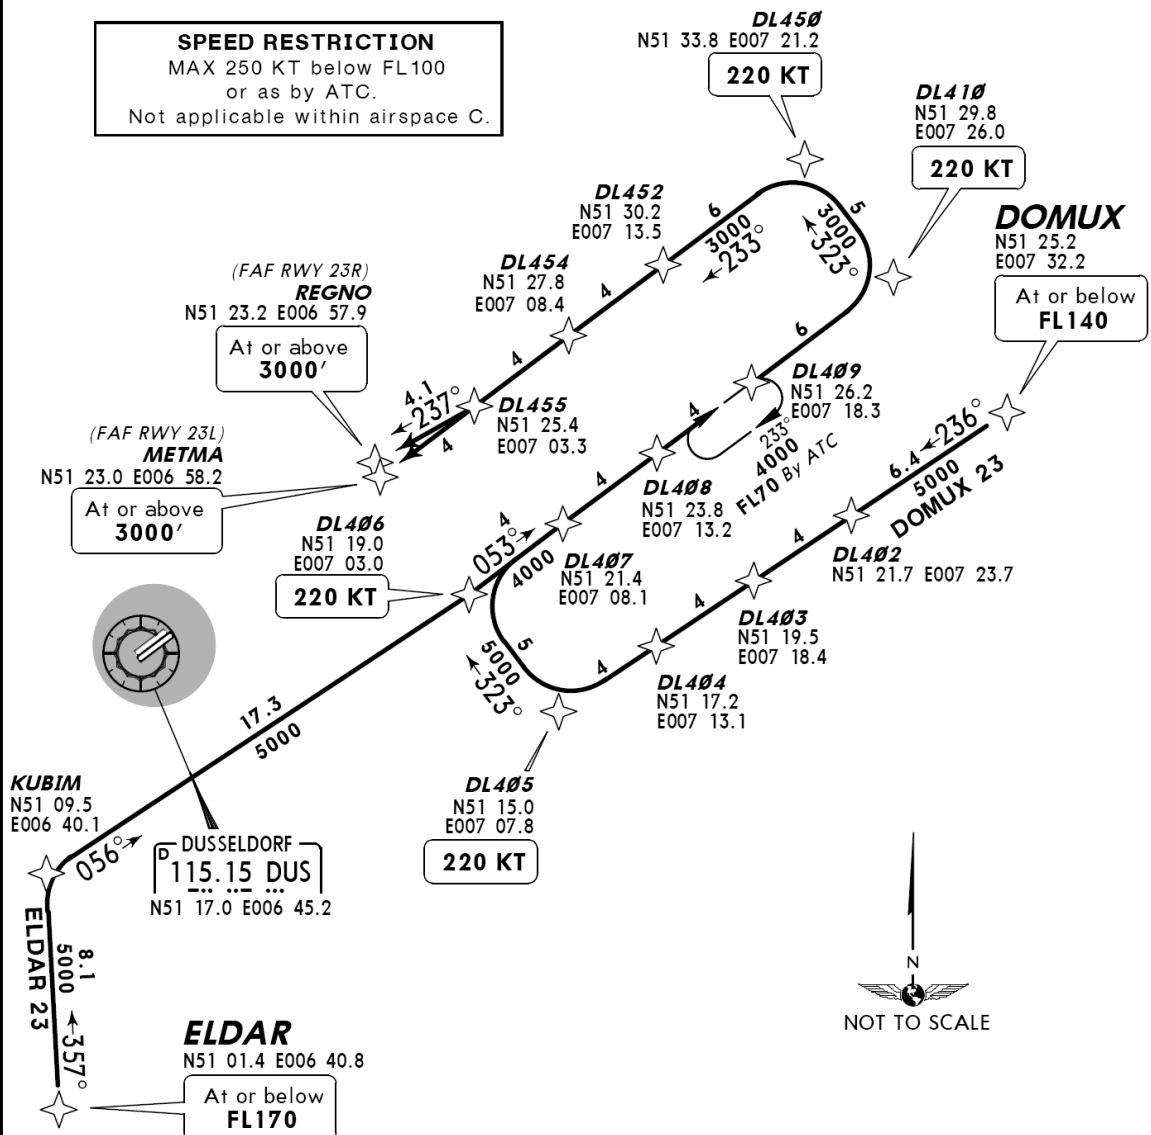 SPEED RESTRICTION
MAX 250 KT below FL100
or as by ATC.
Not applicable within airspace C.
DL45Ø
N51 33.8 E007 21.2
220 KT
DL41Ø
N51 29.8
E007 26.0
220 KT
DOMUX
N51 25.2
E007 32.2
At or below
FL140
DL452
N51 30.2
E007 13.5
6
3000
←233°
5
3000
←323°
DL454
N51 27.8
E007 08.4
4
(FAF RWY 23R)
REGNO
N51 23.2 E006 57.9
At or above
3000′
4
6
4.1
←237°
4
DL455
N51 25.4
E007 03.3
DL4Ø9
N51 26.2
E007 18.3
4
233°
4000
FL70 By ATC
(FAF RWY 23L)
METMA
N51 23.0 E006 58.2
At or above
3000′
←236°
6.4
5000
DOMUX 23
DL4Ø8
N51 23.8
E007 13.2
4
DL4Ø6
N51 19.0
E007 03.0
220 KT
4
053°→
4000
DL4Ø7
N51 21.4
E007 08.1
4
DL4Ø2
N51 21.7 E007 23.7
4
DL4Ø3
N51 19.5
E007 18.4
5
5000
←323°
4
DL4Ø4
N51 17.2
E007 13.1
17.3
5000
KUBIM
N51 09.5
E006 40.1
056°→
DL4Ø5
N51 15.0
E007 07.8
220 KT
DUSSELDORF
D
115.15 DUS
N51 17.0 E006 45.2
ELDAR 23
8.1
5000
←357°
N
NOT TO SCALE
ELDAR
N51 01.4 E006 40.8
At or below
FL170